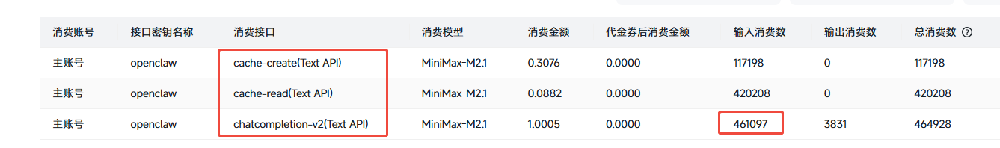 消费账号 接口密钥名称 消费接口 消费模型 消费金额 代金券后消费金额 输入消费数 输出消费数 总消费数 ?
主账号 openclaw cache-create(Text API) MiniMax-M2.1 0.3076 0.0000 117198 0 117198
主账号 openclaw cache-read(Text API) MiniMax-M2.1 0.0882 0.0000 420208 0 420208
主账号 openclaw chatcompletion-v2(Text API) MiniMax-M2.1 1.0005 0.0000 461097 3831 464928